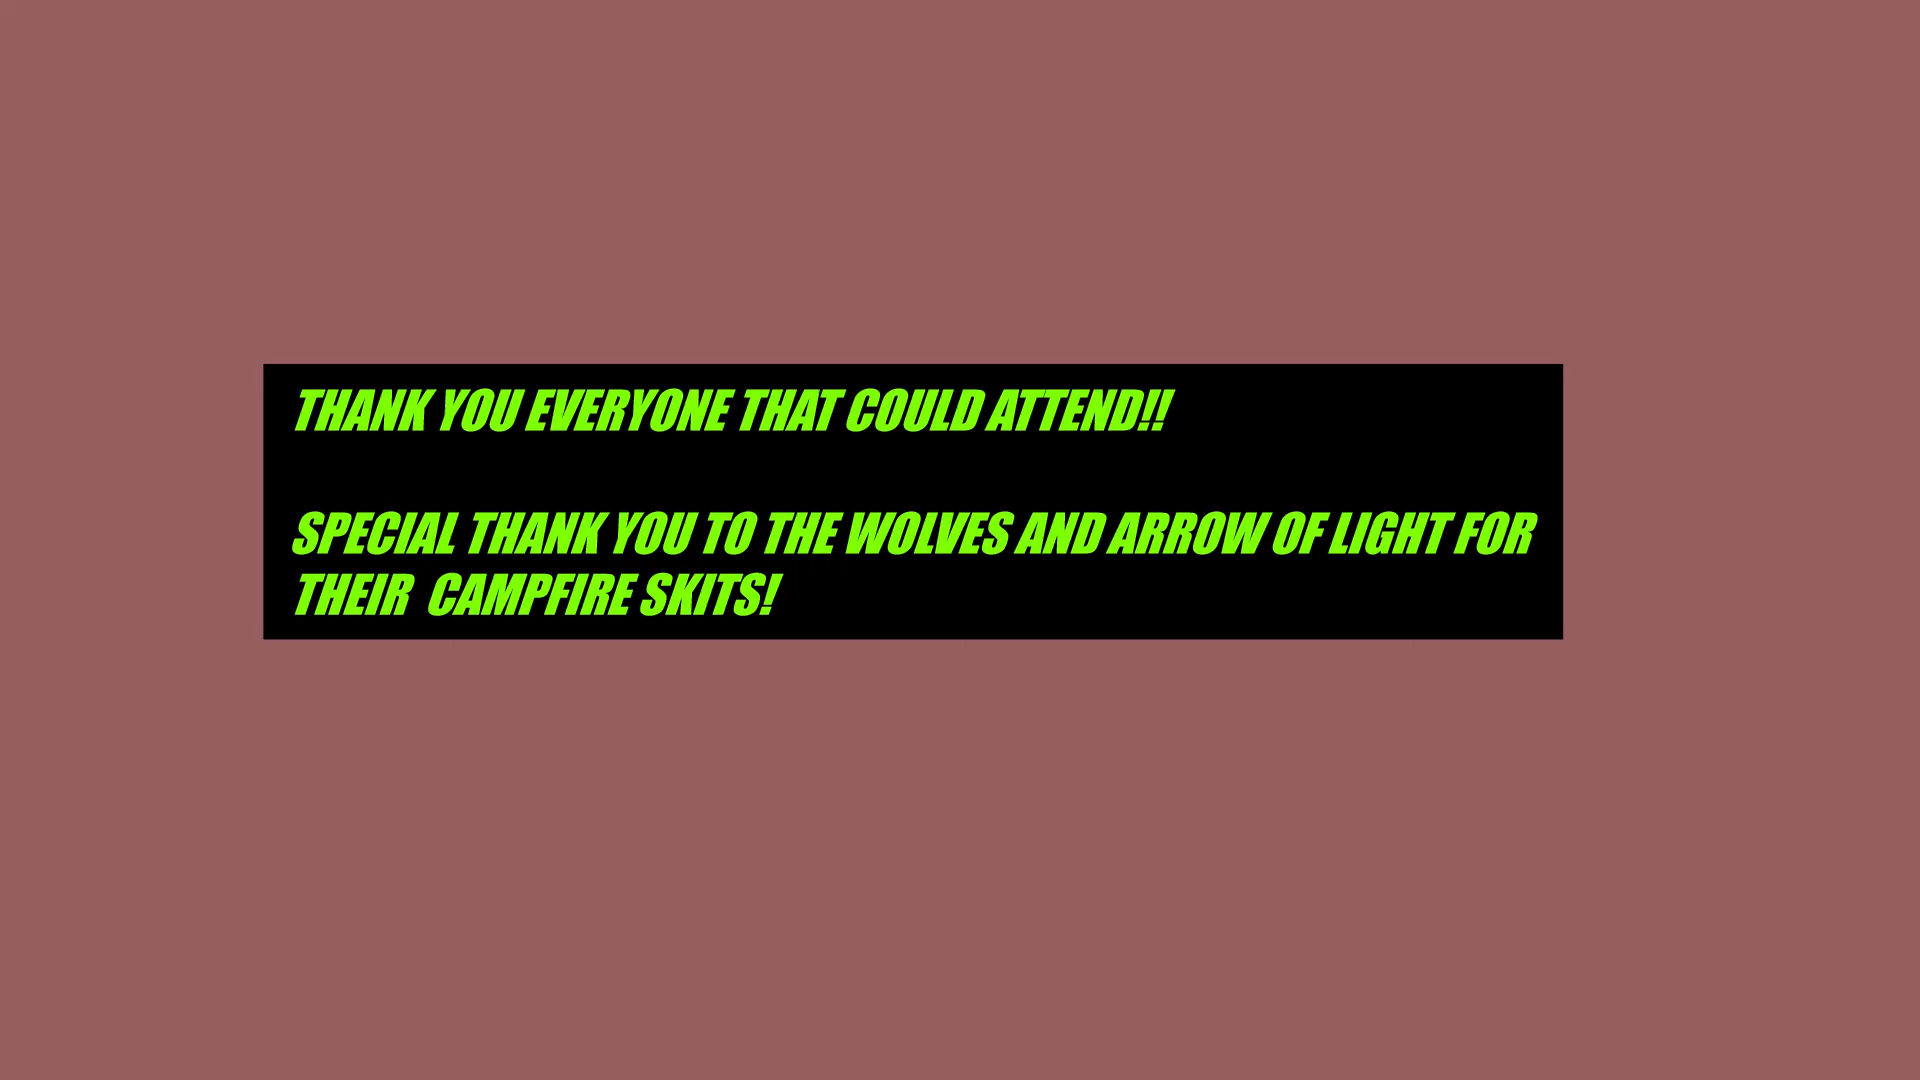 THANK YOU EVERYONE THAT COULD ATTEND!!
SPECIAL THANK YOU TO THE WOLVES AND ARROW OF LIGHT FOR
THEIR  CAMPFIRE SKITS!